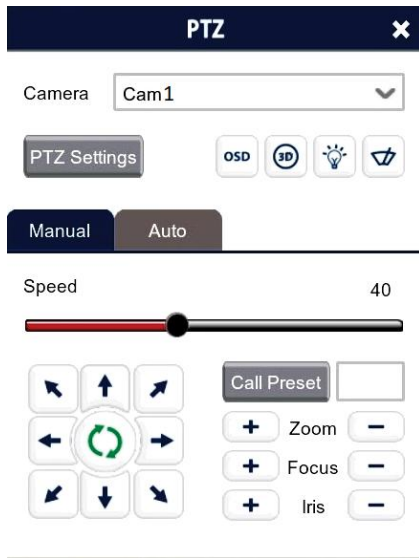 PTZ
Camera Cam1
PTZ Settings OSD 3D
Manual Auto
Speed 40
Call Preset
+ Zoom −
+ Focus −
+ Iris −